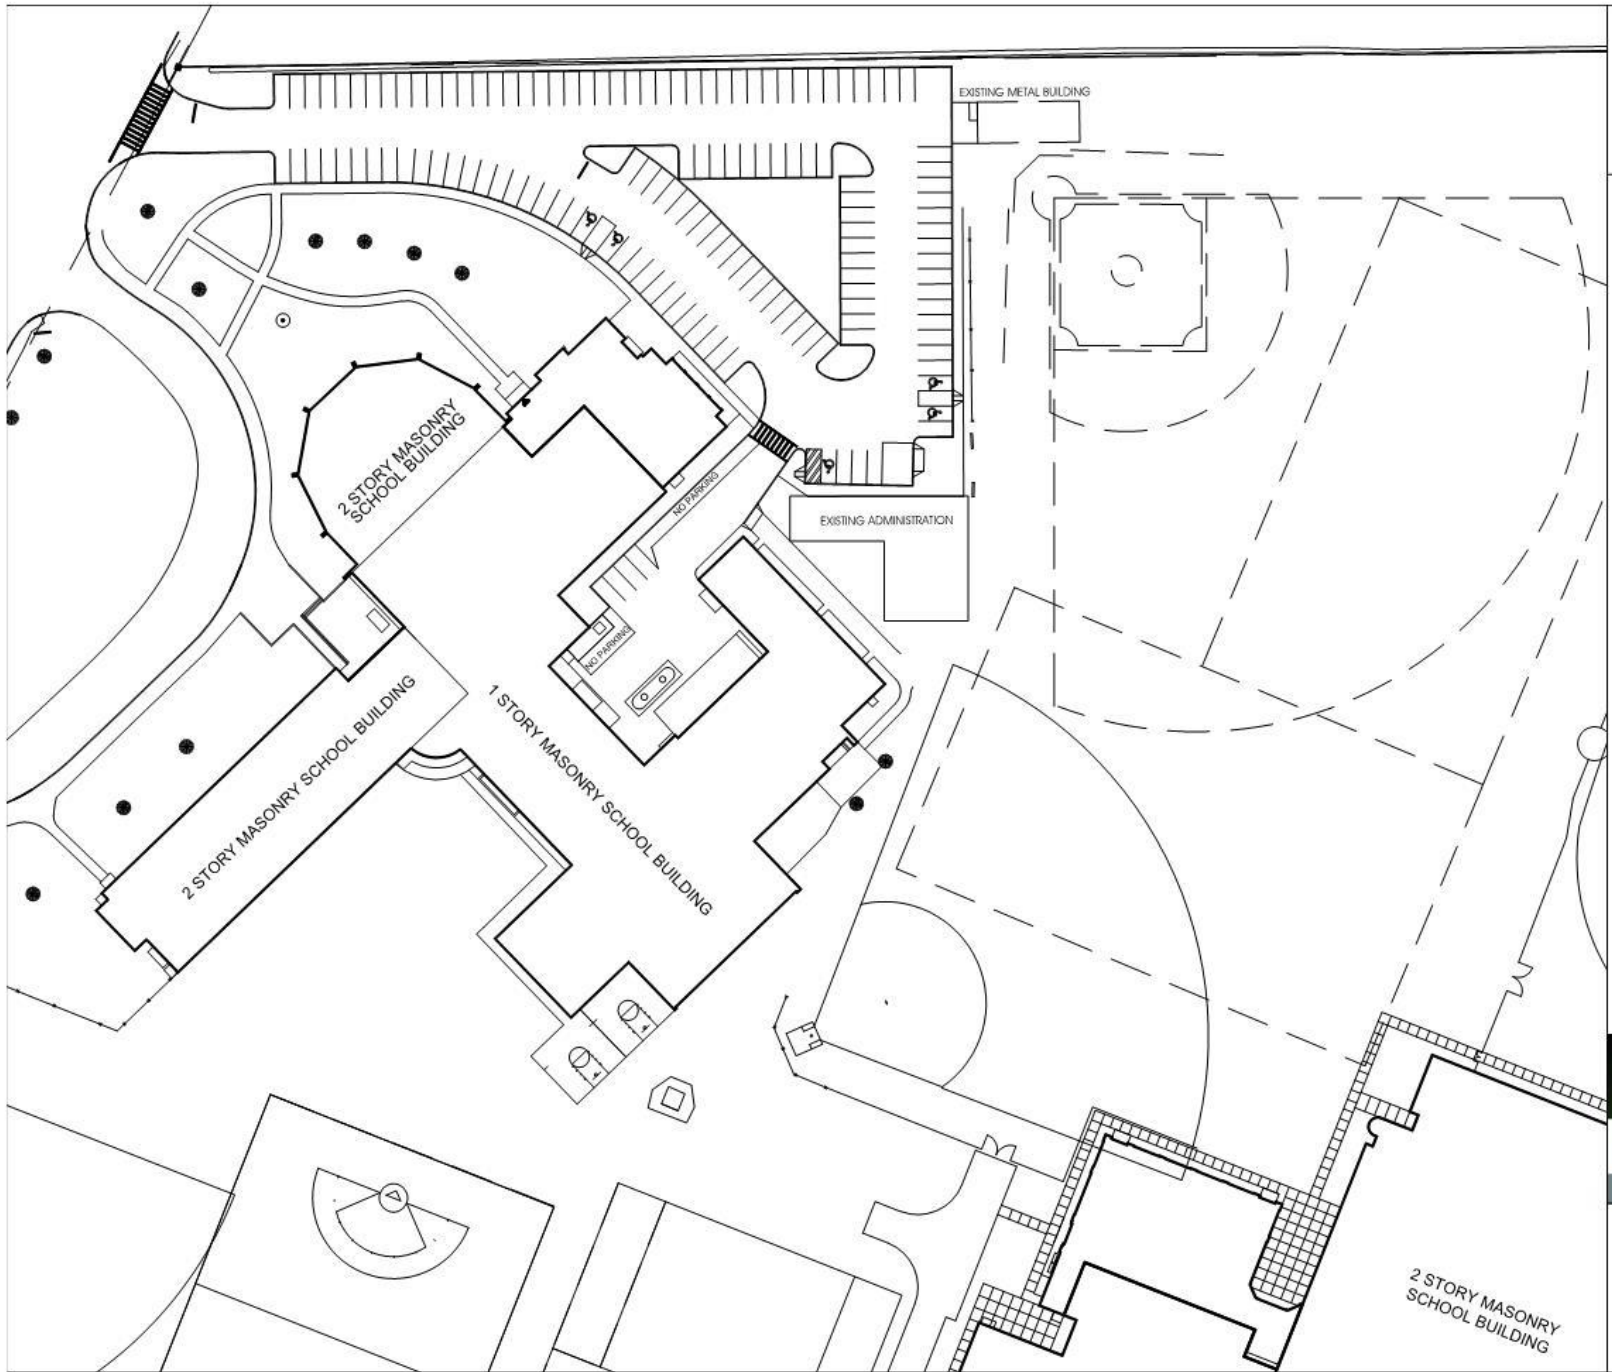 EXISTING METAL BUILDING
2 STORY MASONRY
SCHOOL BUILDING
NO PARKING
EXISTING ADMINISTRATION
NO PARKING
2 STORY MASONRY SCHOOL BUILDING
1 STORY MASONRY SCHOOL BUILDING
2 STORY MASONRY
SCHOOL BUILDING